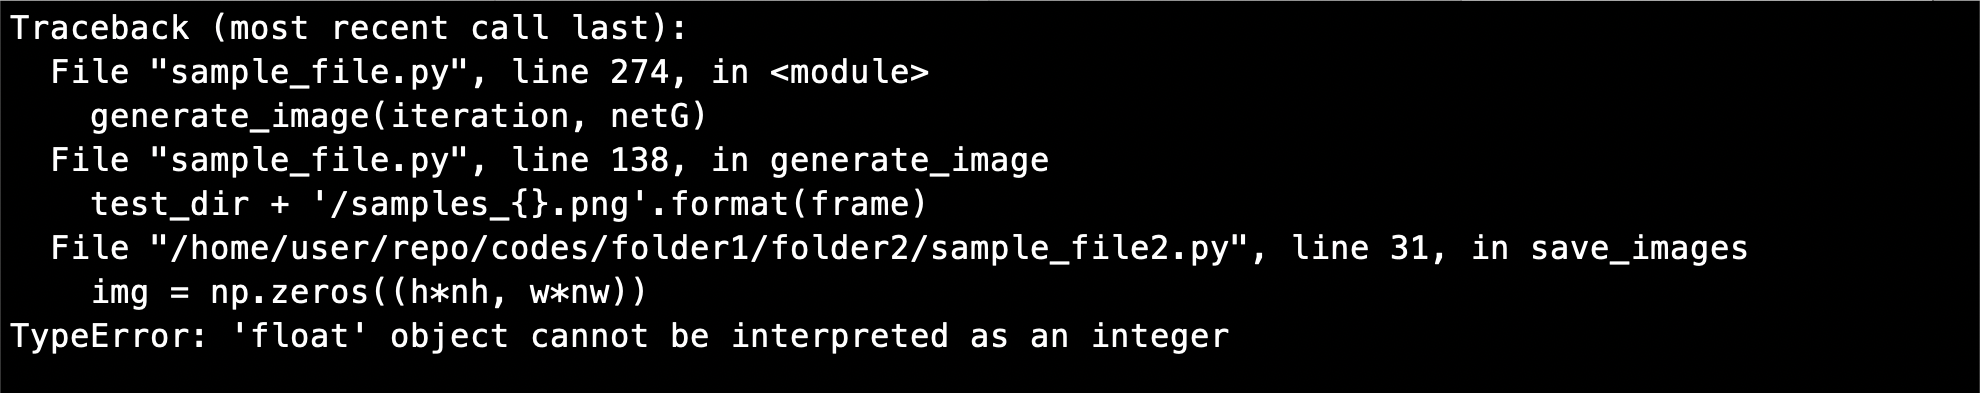 Traceback (most recent call last):
  File "sample_file.py", line 274, in <module>
    generate_image(iteration, netG)
  File "sample_file.py", line 138, in generate_image
    test_dir + '/samples_{}.png'.format(frame)
  File "/home/user/repo/codes/folder1/folder2/sample_file2.py", line 31, in save_images
    img = np.zeros((h*nh, w*nw))
TypeError: 'float' object cannot be interpreted as an integer